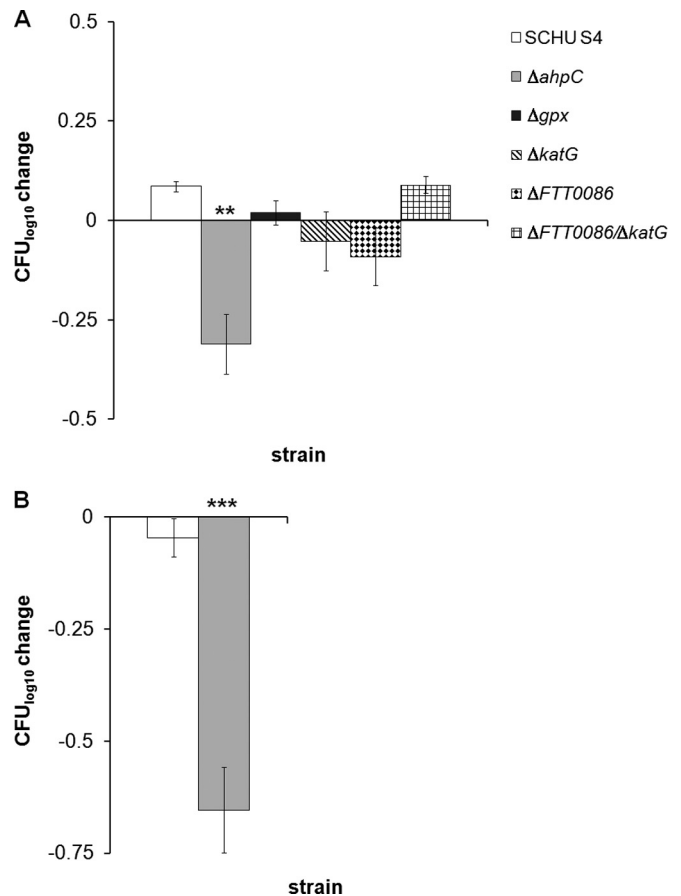 A
0.5
0.25
0
-0.25
-0.5
CFUlog10 change
**
strain
SCHU S4
ΔahpC
Δgpx
ΔkatG
ΔFTT0086
ΔFTT0086/ΔkatG
B
0
-0.25
-0.5
-0.75
CFUlog10 change
***
strain